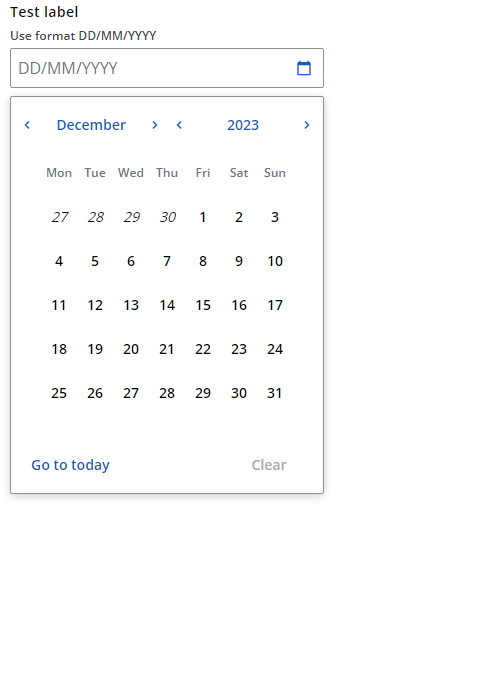 Test label
Use format DD/MM/YYYY
DD/MM/YYYY
December 2023
Mon Tue Wed Thu Fri Sat Sun
27 28 29 30 1 2 3
4 5 6 7 8 9 10
11 12 13 14 15 16 17
18 19 20 21 22 23 24
25 26 27 28 29 30 31
Go to today Clear